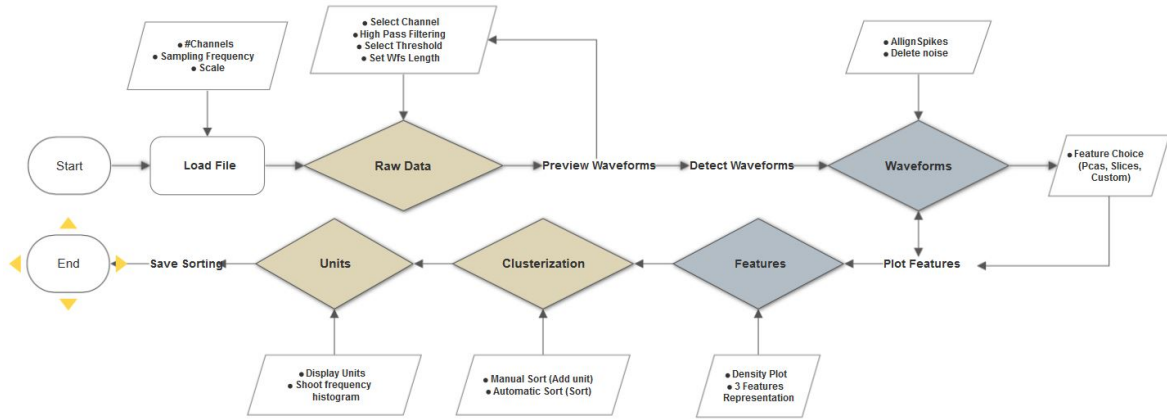 ● #Channels
● Sampling Frequency
● Scale
● Select Channel
● High Pass Filtering
● Select Threshold
● Set Wfs Length
● AllignSpikes
● Delete noise
Start
Load File
Raw Data
Preview Waveforms
Detect Waveforms
Waveforms
● Feature Choice
(Pcas, Slices,
Custom)
End
Save Sorting
Units
Clusterization
Features
Plot Features
● Display Units
● Shoot frequency
histogram
● Manual Sort (Add unit)
● Automatic Sort (Sort)
● Density Plot
● 3 Features
Representation